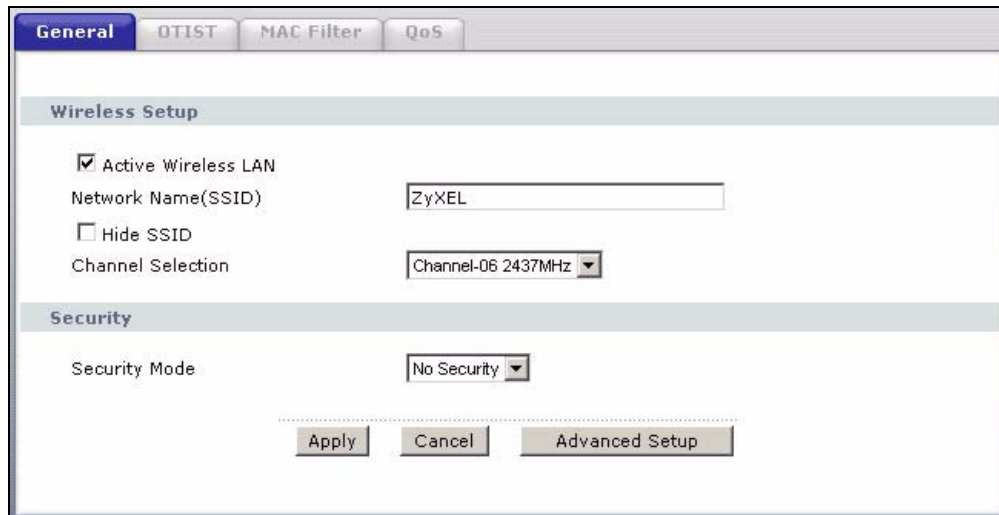 General OTIST MAC Filter QoS
Wireless Setup
Active Wireless LAN
Network Name(SSID) ZyXEL
Hide SSID
Channel Selection Channel-06 2437MHz
Security
Security Mode No Security
Apply Cancel Advanced Setup